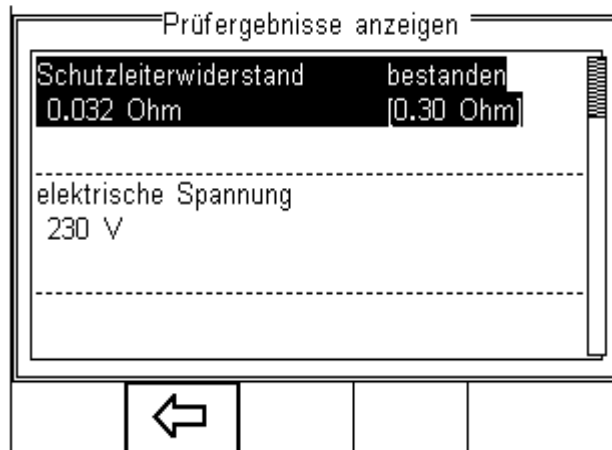 Prüfergebnisse anzeigen
Schutzleiterwiderstand bestanden
0.032 Ohm [0.30 Ohm]
elektrische Spannung
230 V